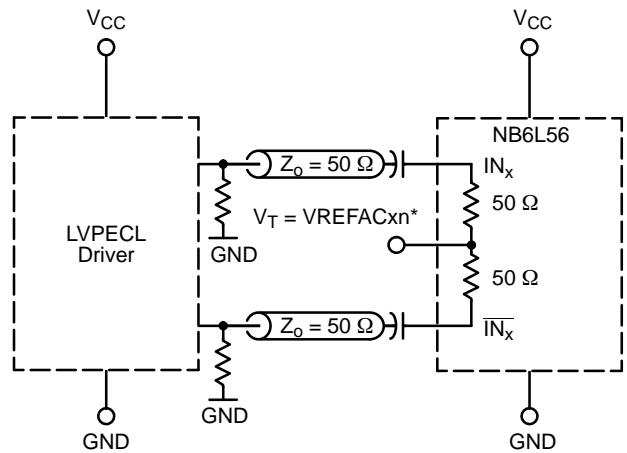 VCC
VCC
NB6L56
Zo = 50 Ω
INx
50 Ω
VT = VREFACxn*
LVPECL
Driver
GND
50 Ω
Zo = 50 Ω
INx
GND
GND
GND